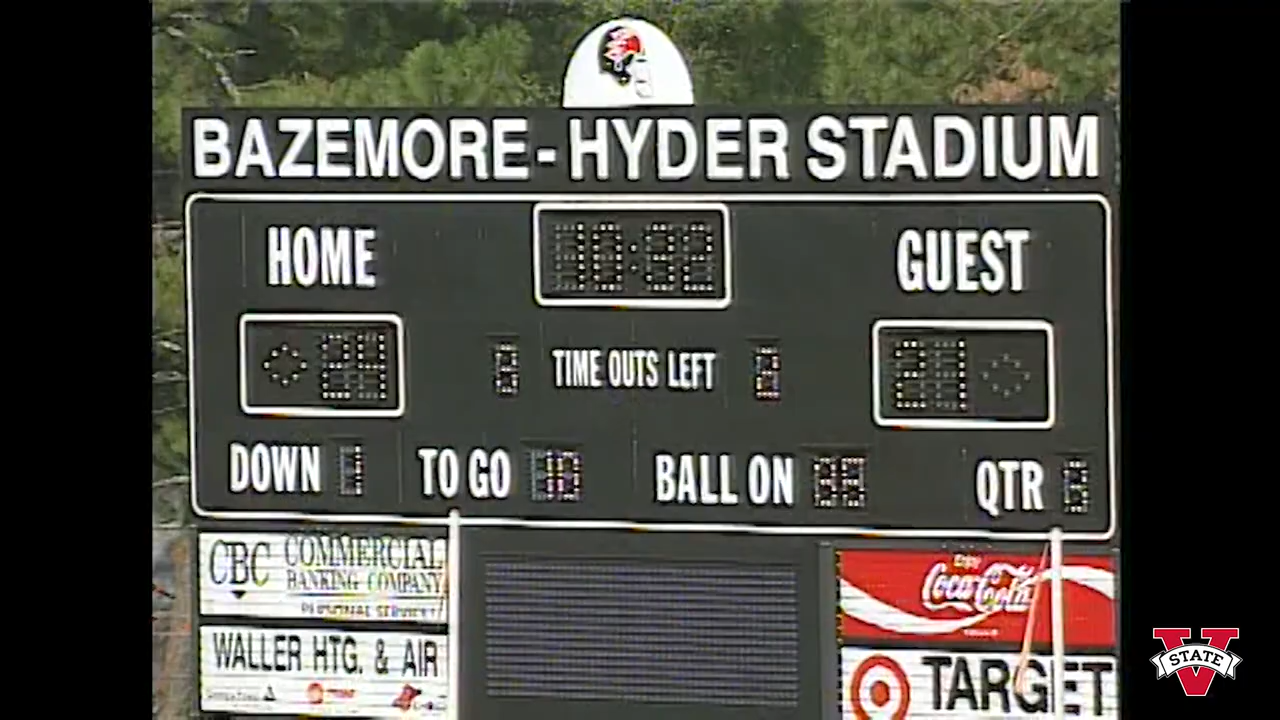 BAZEMORE - HYDER STADIUM
HOME
GUEST
21
TIME OUTS LEFT
2
DOWN 1 TO GO 10 BALL ON QTR
CBC COMMERCIAL
BANKING COMPANY
WALLER HTG. & AIR
Enjoy
Coca-Cola
TARGET
V
STATE